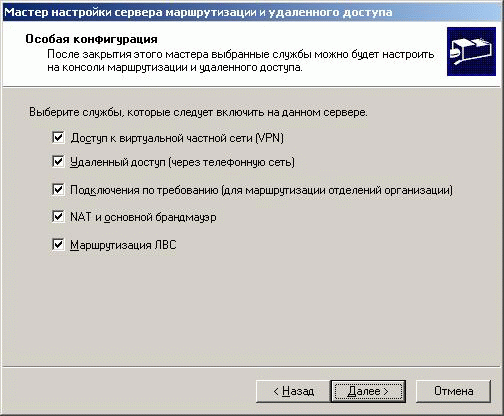 Мастер настройки сервера маршрутизации и удаленного доступа
Особая конфигурация
После закрытия этого мастера выбранные службы можно будет настроить
на консоли маршрутизации и удаленного доступа.
Выберите службы, которые следует включить на данном сервере.
Доступ к виртуальной частной сети (VPN)
Удаленный доступ (через телефонную сеть)
Подключения по требованию (для маршрутизации отделений организации)
NAT и основной брандмауэр
Маршрутизация ЛВС
< Назад
Далее >
Отмена